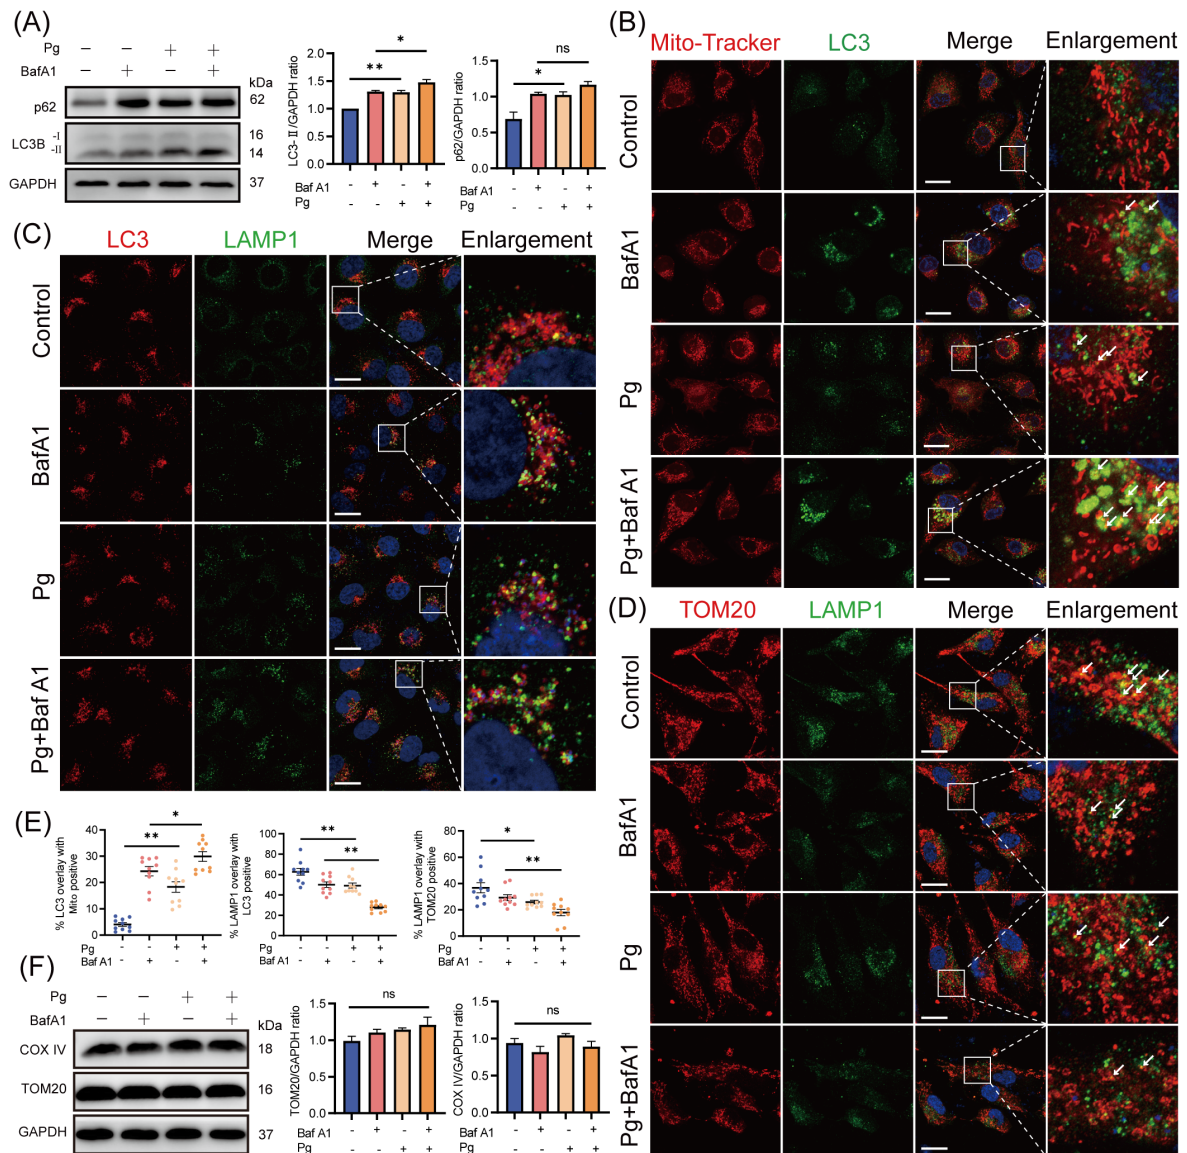 (A)
Pg – – + +
BafA1 – + – +
kDa
p62 62
LC3B -I 16
-II 14
GAPDH 37
LC3-II/GAPDH ratio
2.0
1.5
1.0
0.5
0.0
**
*
Baf A1 - + - +
Pg - - + +
p62/GAPDH ratio
2.0
1.5
1.0
0.5
0.0
*
ns
Baf A1 - + - +
Pg - - + +
(B)
Mito-Tracker LC3 Merge Enlargement
Control
BafA1
Pg
Pg+Baf A1
(C)
LC3 LAMP1 Merge Enlargement
Control
BafA1
Pg
Pg+Baf A1
(D)
TOM20 LAMP1 Merge Enlargement
Control
BafA1
Pg
Pg+BafA1
(E)
% LC3 overlay with
Mito positive
40
30
20
10
0
**
*
Pg - - + +
Baf A1 - + - +
% LAMP1 overlay with
LC3 positive
100
80
60
40
20
0
**
**
Pg - - + +
Baf A1 - + - +
% LAMP1 overlay with
TOM20 positive
80
60
40
20
0
*
**
Pg - - + +
Baf A1 - + - +
(F)
Pg – – + +
BafA1 – + – +
kDa
COX IV 18
TOM20 16
GAPDH 37
TOM20/GAPDH ratio
1.5
1.0
0.5
0.0
ns
Baf A1 - + - +
Pg - - + +
COX IV/GAPDH ratio
1.5
1.0
0.5
0.0
ns
Baf A1 - + - +
Pg - - + +